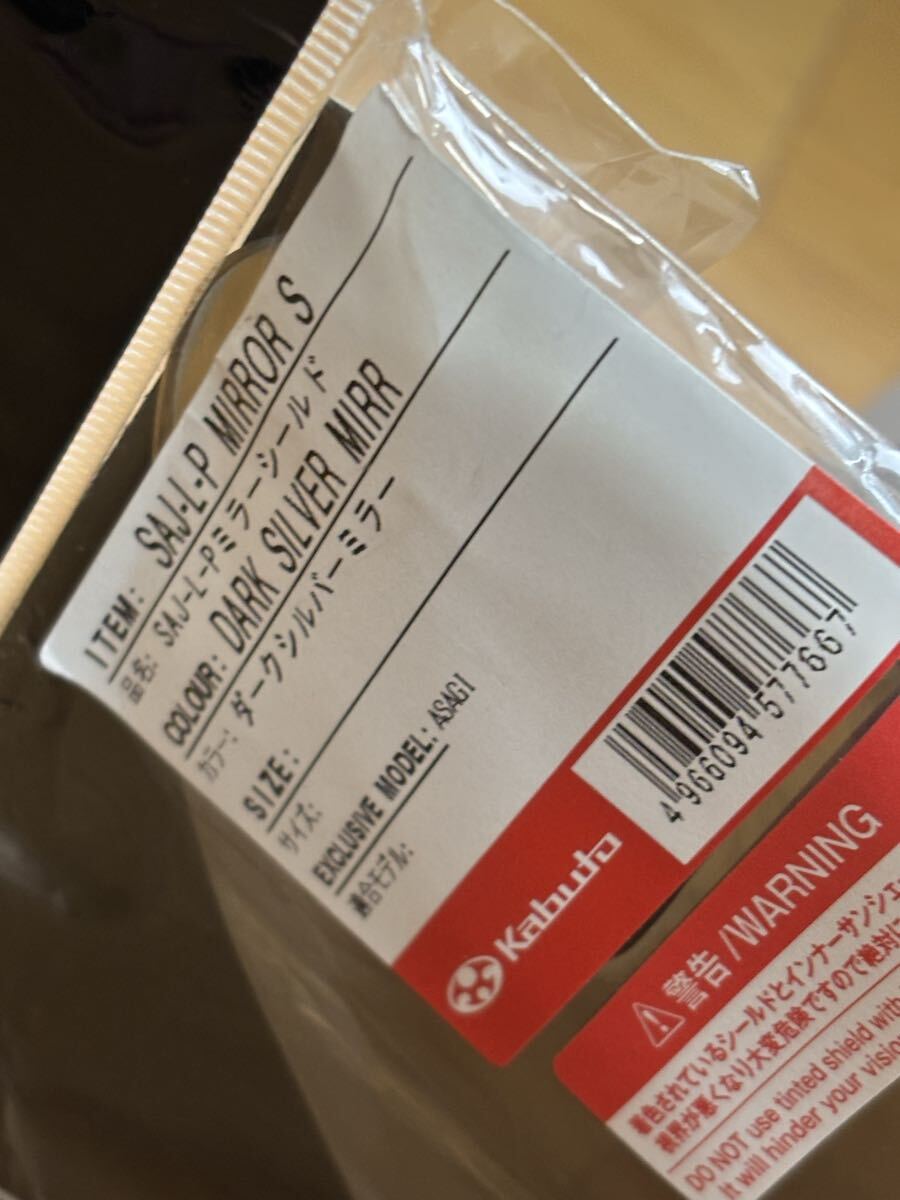 ITEM: SAJ-L-P MIRROR S
品名: SAJ-L-Pミラーシールド
COLOUR: DARK SILVER MIRR
カラー: ダークシルバーミラー
SIZE:
サイズ:
EXCLUSIVE MODEL: ASAGI
適合モデル:
Kabuto
4966094577667
警告/WARNING
着色されているシールドとインナーサンシェ
視界が悪くなり大変危険ですので絶対に
DO NOT use tinted shield with
It will hinder your vision